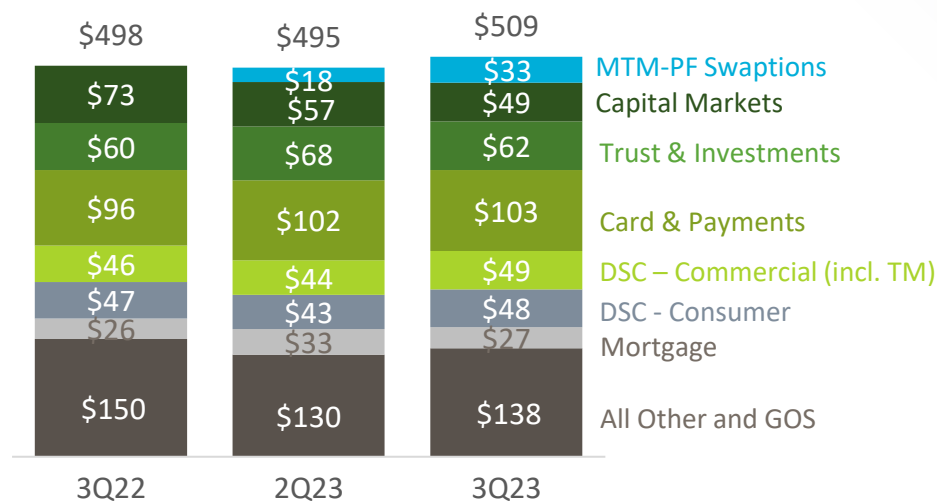 $498 $495 $509
$33 MTM-PF Swaptions
$18
$73 $57 $49 Capital Markets
$60 $68 $62 Trust & Investments
$96 $102 $103 Card & Payments
$46 $44 $49 DSC – Commercial (incl. TM)
$47 $43 $48 DSC - Consumer
$26 $33 $27 Mortgage
$150 $130 $138 All Other and GOS
3Q22 2Q23 3Q23